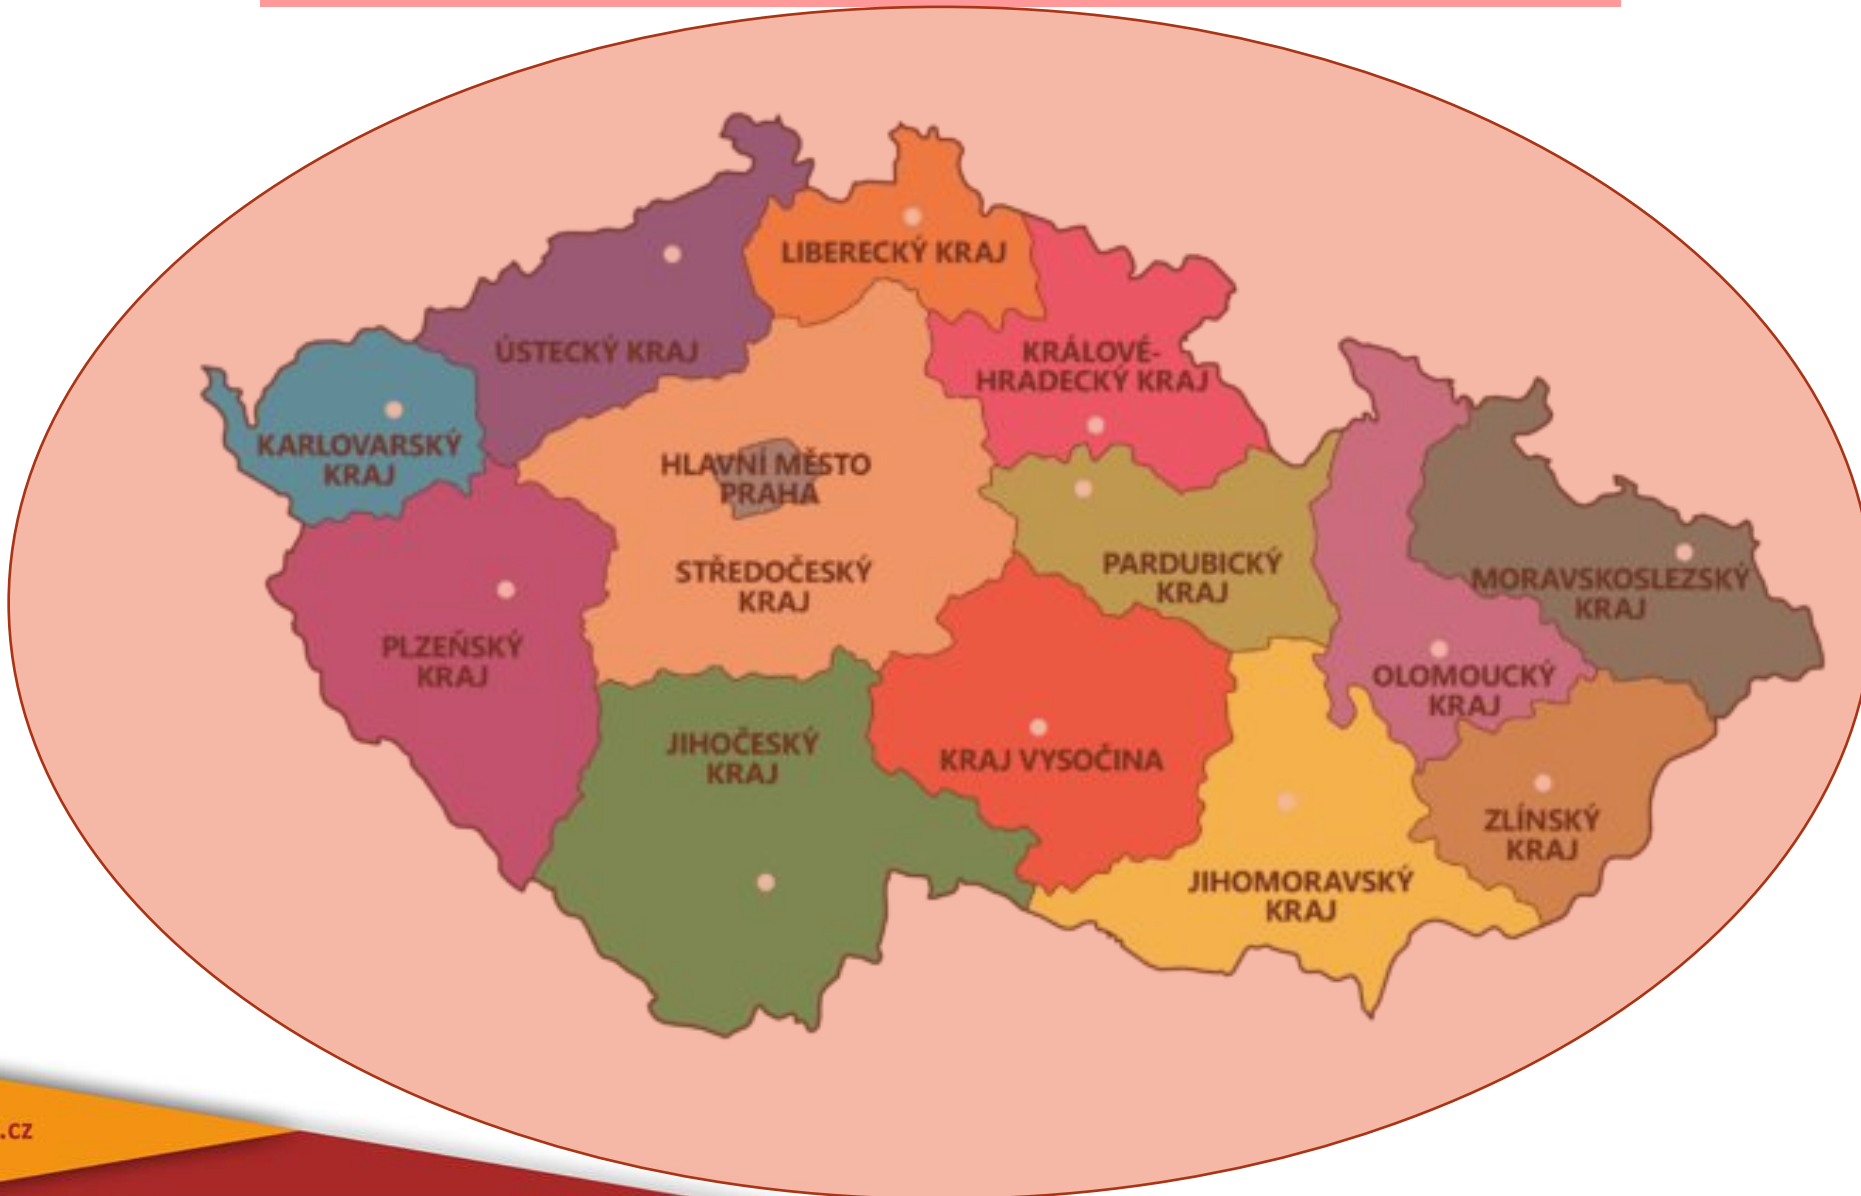 LIBERECKÝ KRAJ
ÚSTECKÝ KRAJ
KRÁLOVÉ-
HRADECKÝ KRAJ
KARLOVARSKÝ
KRAJ
HLAVNÍ MĚSTO
PRAHA
STŘEDOČESKÝ
KRAJ
PARDUBICKÝ
KRAJ
MORAVSKOSLEZSKÝ
KRAJ
PLZEŇSKÝ
KRAJ
OLOMOUCKÝ
KRAJ
JIHOČESKÝ
KRAJ
KRAJ VYSOČINA
ZLÍNSKÝ
KRAJ
JIHOMORAVSKÝ
KRAJ
.cz